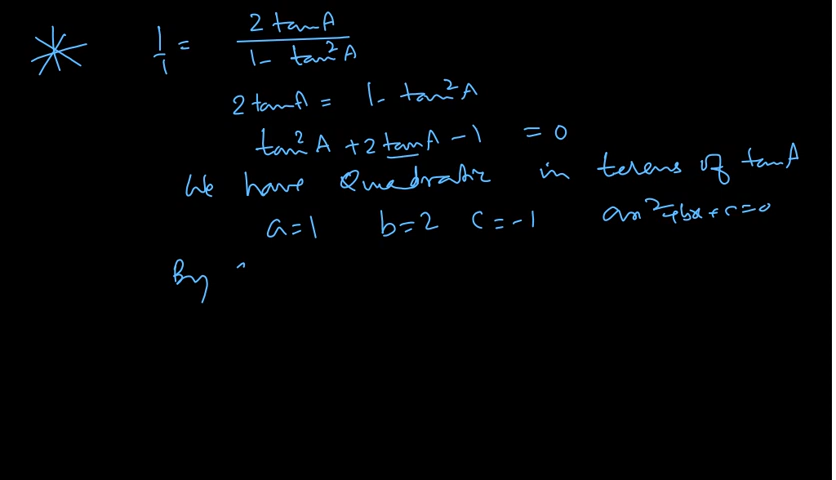 1/1 = 2 tanA / 1 - tan²A
2 tanA = 1 - tan²A
tan²A + 2 tanA - 1 = 0
We have Quadratic in terms of tanA
a=1 b=2 c=-1 ax²+bx+c=0
By